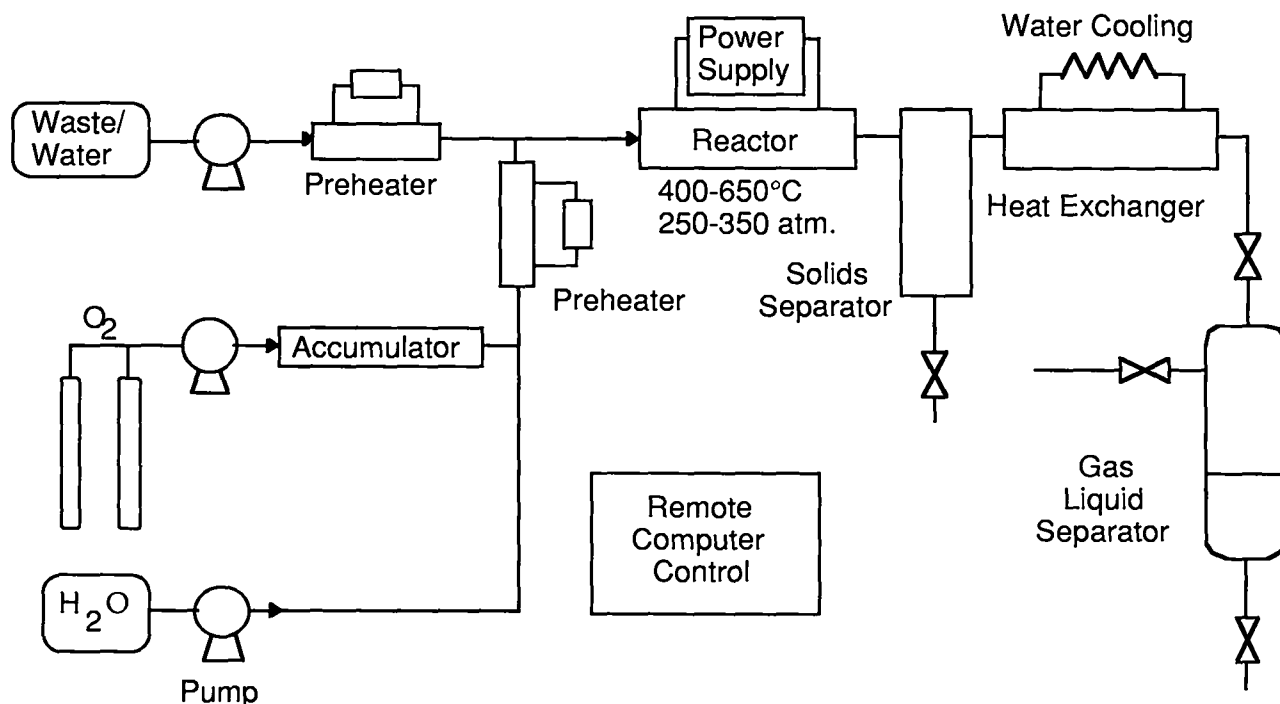 Waste/
Water
Preheater
Power
Supply
Reactor
400-650°C
250-350 atm.
Water Cooling
Heat Exchanger
Solids
Separator
Preheater
O2
Accumulator
Gas
Liquid
Separator
Remote
Computer
Control
H2O
Pump